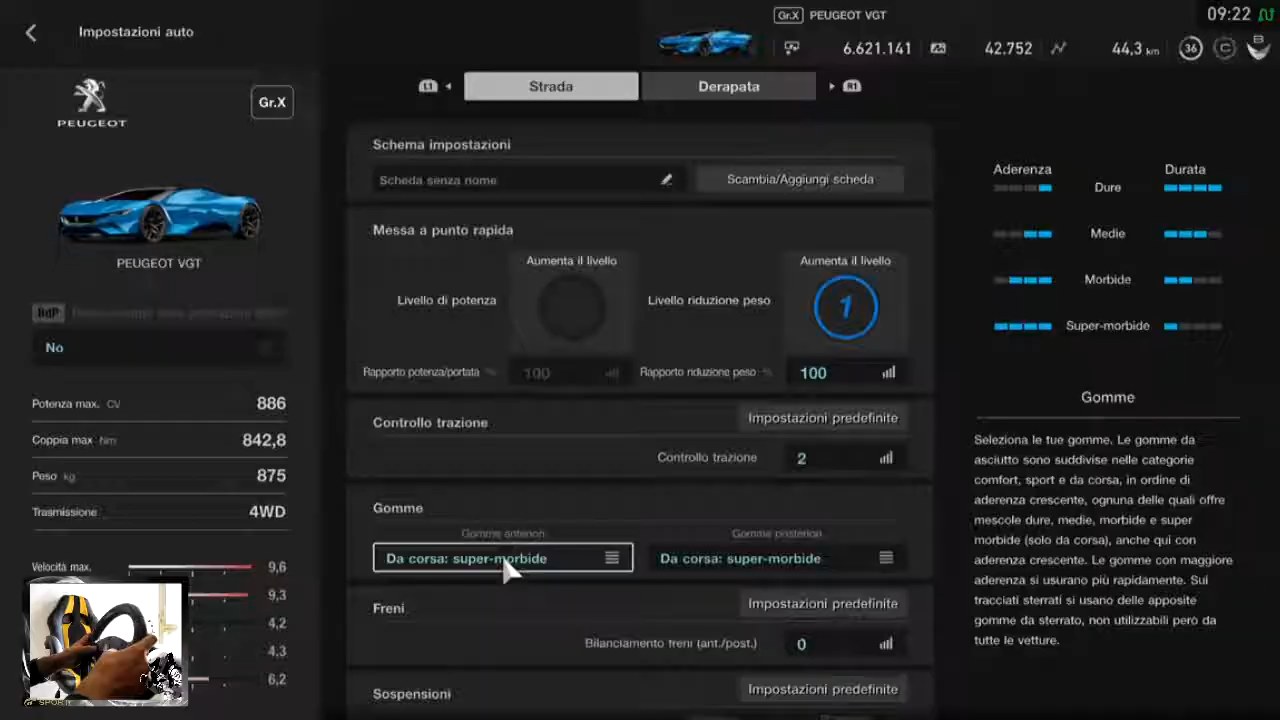 Impostazioni auto
Gr.X PEUGEOT VGT
09:22
6.621.141
42.752
44,3 km
36
C
PEUGEOT
Gr.X
L1
Strada
Derapata
R1
PEUGEOT VGT
BdP
No
Potenza max. CV 886
Coppia max Nm 842,8
Peso kg 875
Trasmissione 4WD
Velocità max. 9,6
9,3
4,2
4,3
6,2
SPORT
Schema impostazioni
Scheda senza nome
Scambia/Aggiungi scheda
Messa a punto rapida
Aumenta il livello
Aumenta il livello
Livello di potenza
Livello riduzione peso
1
Rapporto potenza/portata % 100
Rapporto riduzione peso % 100
Controllo trazione
Impostazioni predefinite
Controllo trazione 2
Gomme
Gomme anteriori
Gomme posteriori
Da corsa: super-morbide
Da corsa: super-morbide
Freni
Impostazioni predefinite
Bilanciamento freni (ant./post.) 0
Sospensioni
Impostazioni predefinite
Aderenza
Durata
Dure
Medie
Morbide
Super-morbide
Gomme
Seleziona le tue gomme. Le gomme da
asciutto sono suddivise nelle categorie
comfort, sport e da corsa, in ordine di
aderenza crescente, ognuna delle quali offre
mescole dure, medie, morbide e super
morbide (solo da corsa), anche qui con
aderenza crescente. Le gomme con maggiore
aderenza si usurano più rapidamente. Sui
tracciati sterrati si usano delle apposite
gomme da sterrato, non utilizzabili però da
tutte le vetture.